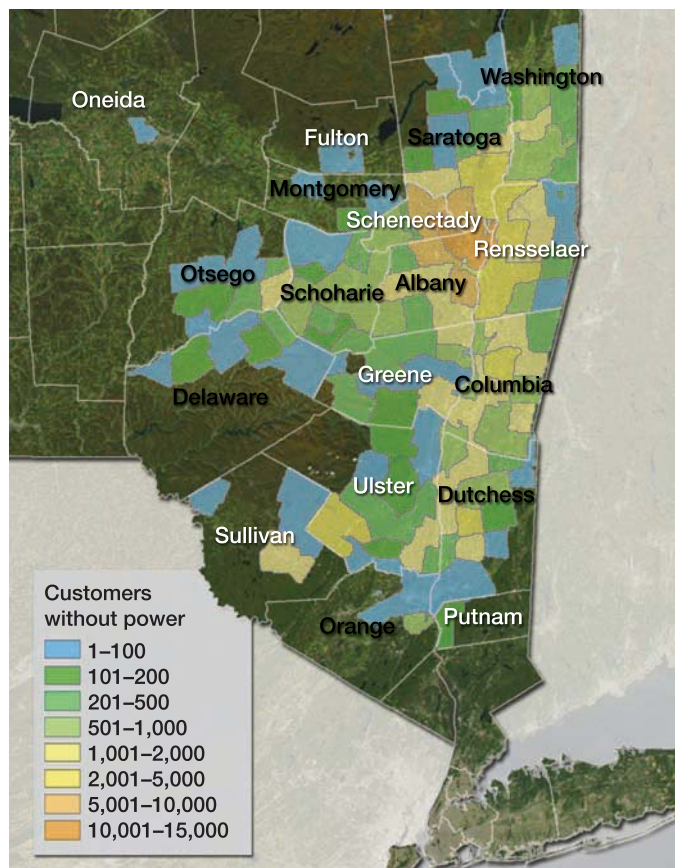 Washington
Oneida
Fulton
Saratoga
Montgomery
Schenectady
Rensselaer
Otsego
Schoharie
Albany
Greene
Columbia
Delaware
Ulster
Dutchess
Sullivan
Customers
without power
Putnam
Orange
1–100
101–200
201–500
501–1,000
1,001–2,000
2,001–5,000
5,001–10,000
10,001–15,000